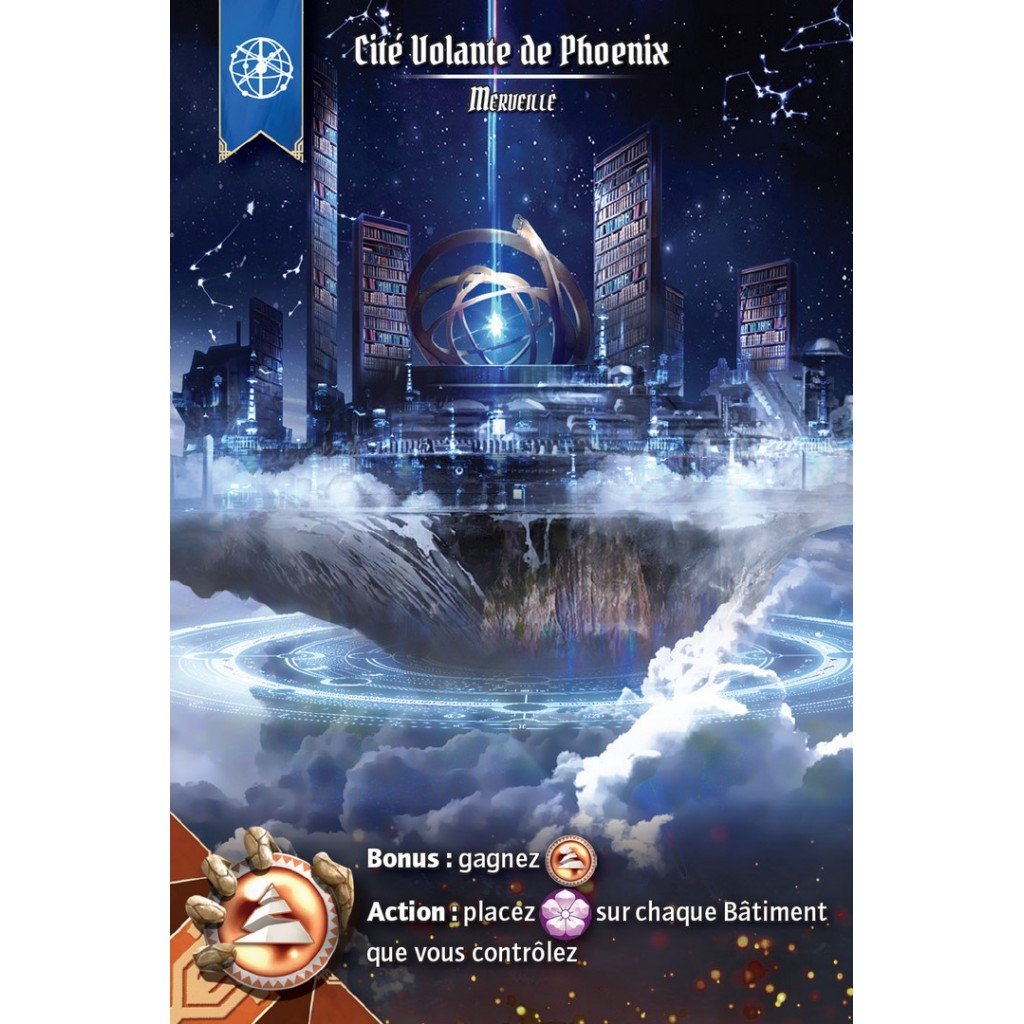 Cité Volante de Phoenix
Merveille
Bonus : gagnez
Action : placez sur chaque Bâtiment
que vous contrôlez